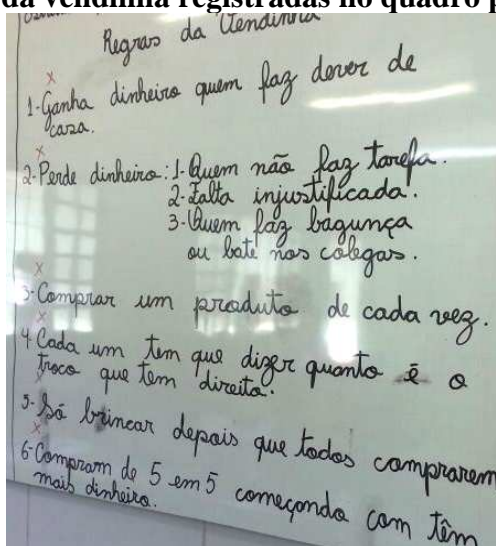 da vendinha registradas no quadro p
Regras da Vendinha
1-Ganha dinheiro quem faz dever de
casa.
2-Perde dinheiro: 1-Quem não faz tarefa.
2-Falta injustificada.
3-Quem faz bagunça
ou bate nos colegas.
3-Comprar um produto de cada vez.
4-Cada um tem que dizer quanto é o
troco que tem direito.
5-Só brincar depois que todos comprarem
6-Compram de 5 em 5 começando com têm
mais dinheiro.